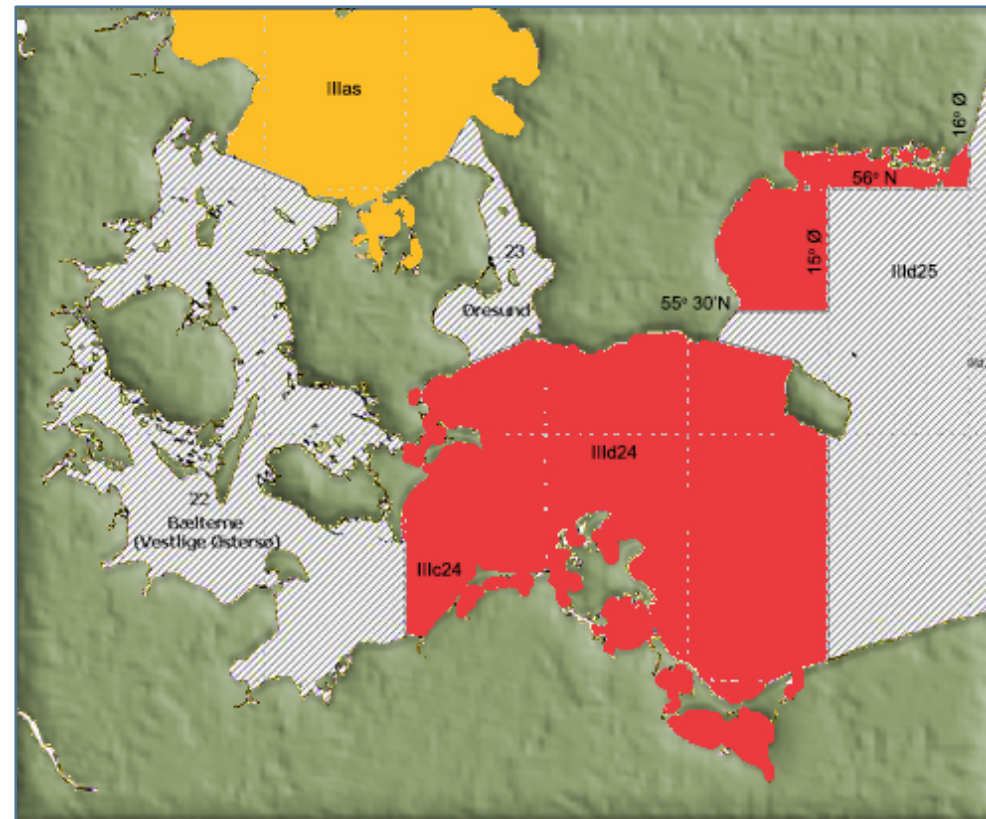 IIIas
16° Ø
56° N
15° Ø
23
IIId25
Øresund
55° 30'N
IIId24
22
Bælterne
(Vestlige Østersø)
IIIc24